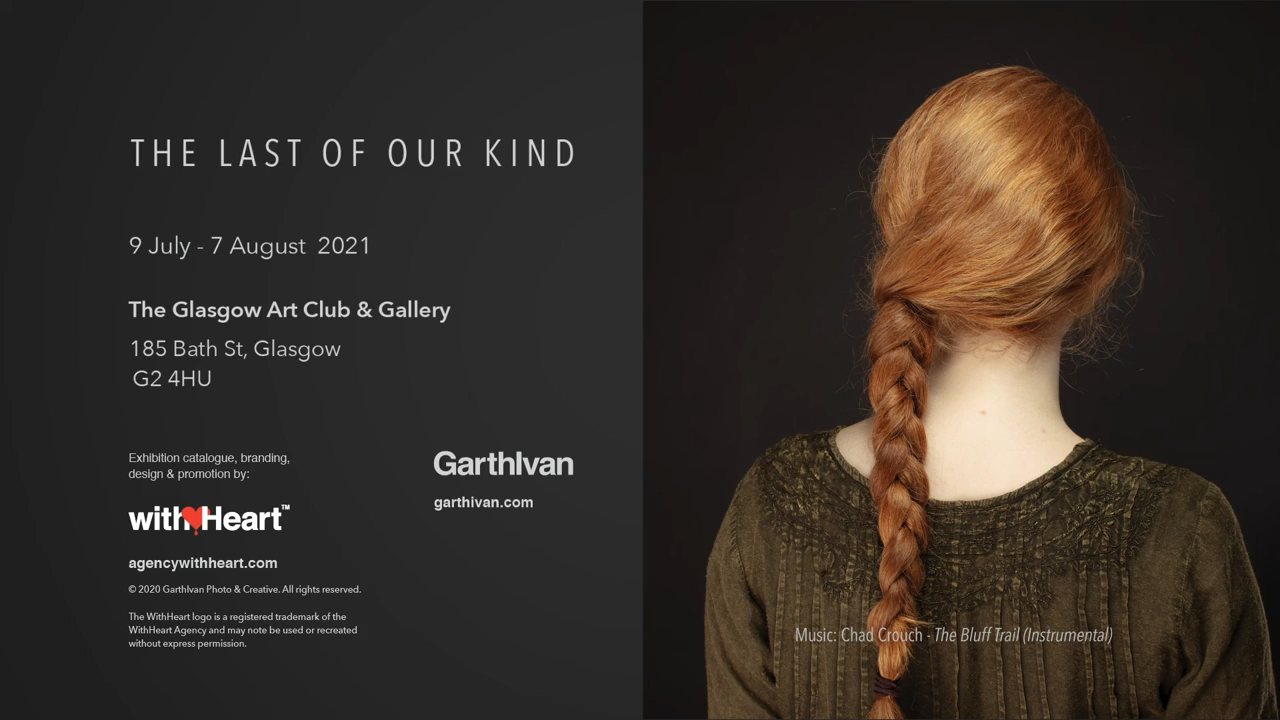 THE LAST OF OUR KIND
9 July - 7 August 2021
The Glasgow Art Club & Gallery
185 Bath St, Glasgow
G2 4HU
Exhibition catalogue, branding,
design & promotion by:
with Heart™
agencywithheart.com
© 2020 GarthIvan Photo & Creative. All rights reserved.
The WithHeart logo is a registered trademark of the
WithHeart Agency and may note be used or recreated
without express permission.
GarthIvan
garthivan.com
Music: Chad Crouch - The Bluff Trail (Instrumental)